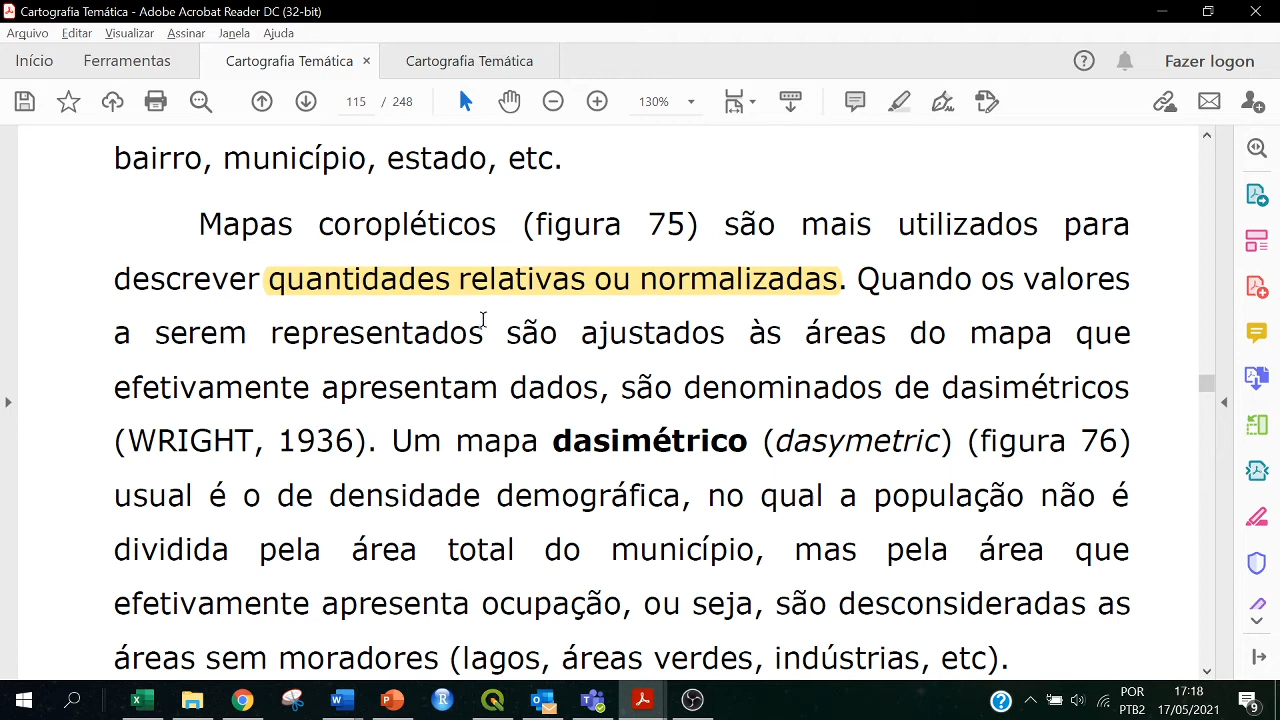 Cartografia Temática - Adobe Acrobat Reader DC (32-bit)
Arquivo Editar Visualizar Assinar Janela Ajuda
Início Ferramentas Cartografia Temática × Cartografia Temática Fazer logon
115 / 248 130%
bairro, município, estado, etc.
Mapas coropléticos (figura 75) são mais utilizados para
descrever quantidades relativas ou normalizadas. Quando os valores
a serem representados são ajustados às áreas do mapa que
efetivamente apresentam dados, são denominados de dasimétricos
(WRIGHT, 1936). Um mapa dasimétrico (dasymetric) (figura 76)
usual é o de densidade demográfica, no qual a população não é
dividida pela área total do município, mas pela área que
efetivamente apresenta ocupação, ou seja, são desconsideradas as
áreas sem moradores (lagos, áreas verdes, indústrias, etc).
POR 17:18
PTB2 17/05/2021 9